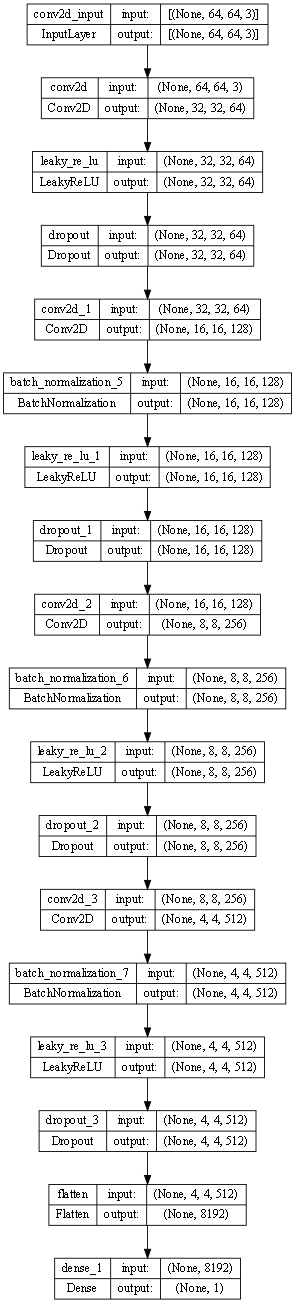 conv2d_input input: [(None, 64, 64, 3)]
InputLayer output: [(None, 64, 64, 3)]
conv2d input: (None, 64, 64, 3)
Conv2D output: (None, 32, 32, 64)
leaky_re_lu input: (None, 32, 32, 64)
LeakyReLU output: (None, 32, 32, 64)
dropout input: (None, 32, 32, 64)
Dropout output: (None, 32, 32, 64)
conv2d_1 input: (None, 32, 32, 64)
Conv2D output: (None, 16, 16, 128)
batch_normalization_5 input: (None, 16, 16, 128)
BatchNormalization output: (None, 16, 16, 128)
leaky_re_lu_1 input: (None, 16, 16, 128)
LeakyReLU output: (None, 16, 16, 128)
dropout_1 input: (None, 16, 16, 128)
Dropout output: (None, 16, 16, 128)
conv2d_2 input: (None, 16, 16, 128)
Conv2D output: (None, 8, 8, 256)
batch_normalization_6 input: (None, 8, 8, 256)
BatchNormalization output: (None, 8, 8, 256)
leaky_re_lu_2 input: (None, 8, 8, 256)
LeakyReLU output: (None, 8, 8, 256)
dropout_2 input: (None, 8, 8, 256)
Dropout output: (None, 8, 8, 256)
conv2d_3 input: (None, 8, 8, 256)
Conv2D output: (None, 4, 4, 512)
batch_normalization_7 input: (None, 4, 4, 512)
BatchNormalization output: (None, 4, 4, 512)
leaky_re_lu_3 input: (None, 4, 4, 512)
LeakyReLU output: (None, 4, 4, 512)
dropout_3 input: (None, 4, 4, 512)
Dropout output: (None, 4, 4, 512)
flatten input: (None, 4, 4, 512)
Flatten output: (None, 8192)
dense_1 input: (None, 8192)
Dense output: (None, 1)